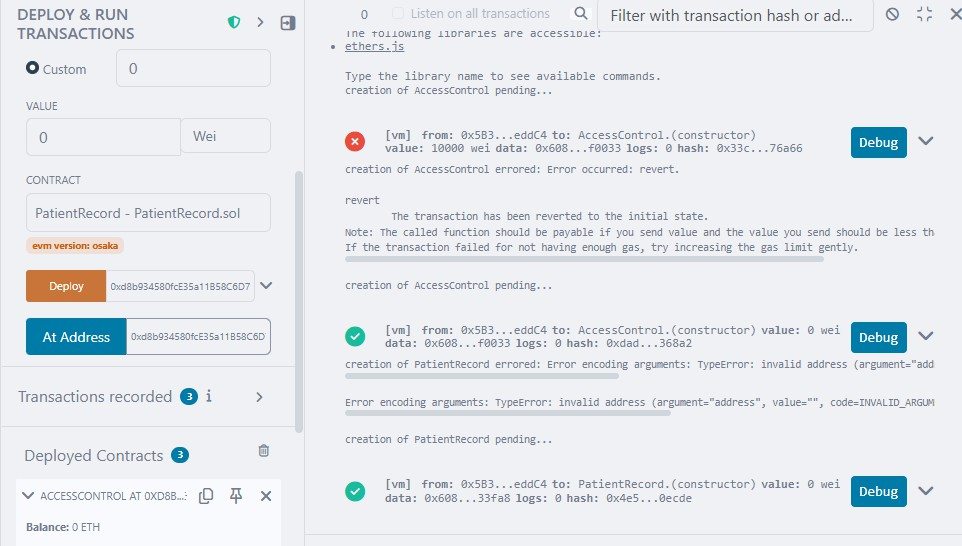 DEPLOY & RUN
TRANSACTIONS
Custom
0
VALUE
0
Wei
CONTRACT
PatientRecord - PatientRecord.sol
evm version: osaka
Deploy
0xd8b934580fcE35a11B58C6D7
At Address
0xd8b934580fcE35a11B58C6D
Transactions recorded 3 i
Deployed Contracts 3
ACCESSCONTROL AT 0XD8B...:
Balance: 0 ETH
0
Listen on all transactions
Filter with transaction hash or ad...
The following libraries are accessible:
• ethers.js
Type the library name to see available commands.
creation of AccessControl pending...
[vm] from: 0x5B3...eddC4 to: AccessControl.(constructor)
value: 10000 wei data: 0x608...f0033 logs: 0 hash: 0x33c...76a66
Debug
creation of AccessControl errored: Error occurred: revert.
revert
The transaction has been reverted to the initial state.
Note: The called function should be payable if you send value and the value you send should be less th
If the transaction failed for not having enough gas, try increasing the gas limit gently.
creation of AccessControl pending...
[vm] from: 0x5B3...eddC4 to: AccessControl.(constructor) value: 0 wei
data: 0x608...f0033 logs: 0 hash: 0xdad...368a2
Debug
creation of PatientRecord errored: Error encoding arguments: TypeError: invalid address (argument="add
Error encoding arguments: TypeError: invalid address (argument="address", value="", code=INVALID_ARGUM
creation of PatientRecord pending...
[vm] from: 0x5B3...eddC4 to: PatientRecord.(constructor) value: 0 wei
data: 0x608...33fa8 logs: 0 hash: 0x4e5...0ecde
Debug